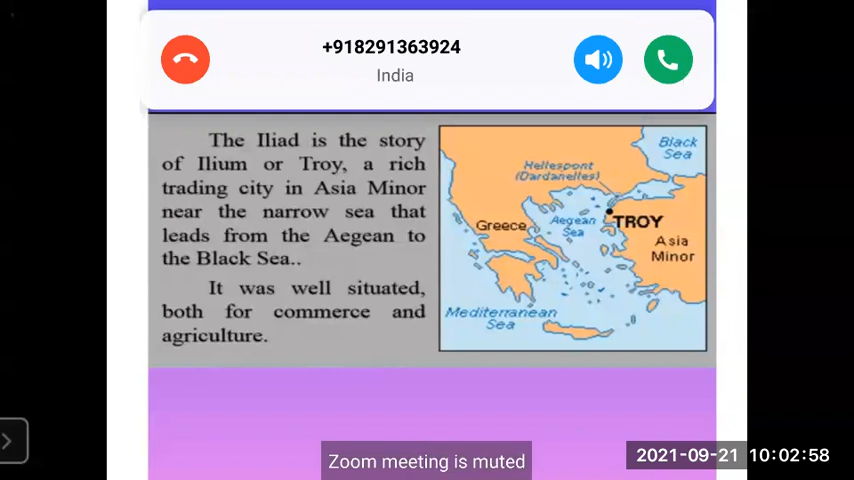 +918291363924
India
The Iliad is the story
of Ilium or Troy, a rich
trading city in Asia Minor
near the narrow sea that
leads from the Aegean to
the Black Sea..
It was well situated,
both for commerce and
agriculture.
Black
Sea
Hellespont
(Dardanelles)
Greece
Aegean
Sea
TROY
Asia
Minor
Mediterranean
Sea
Zoom meeting is muted
2021-09-21 10:02:58